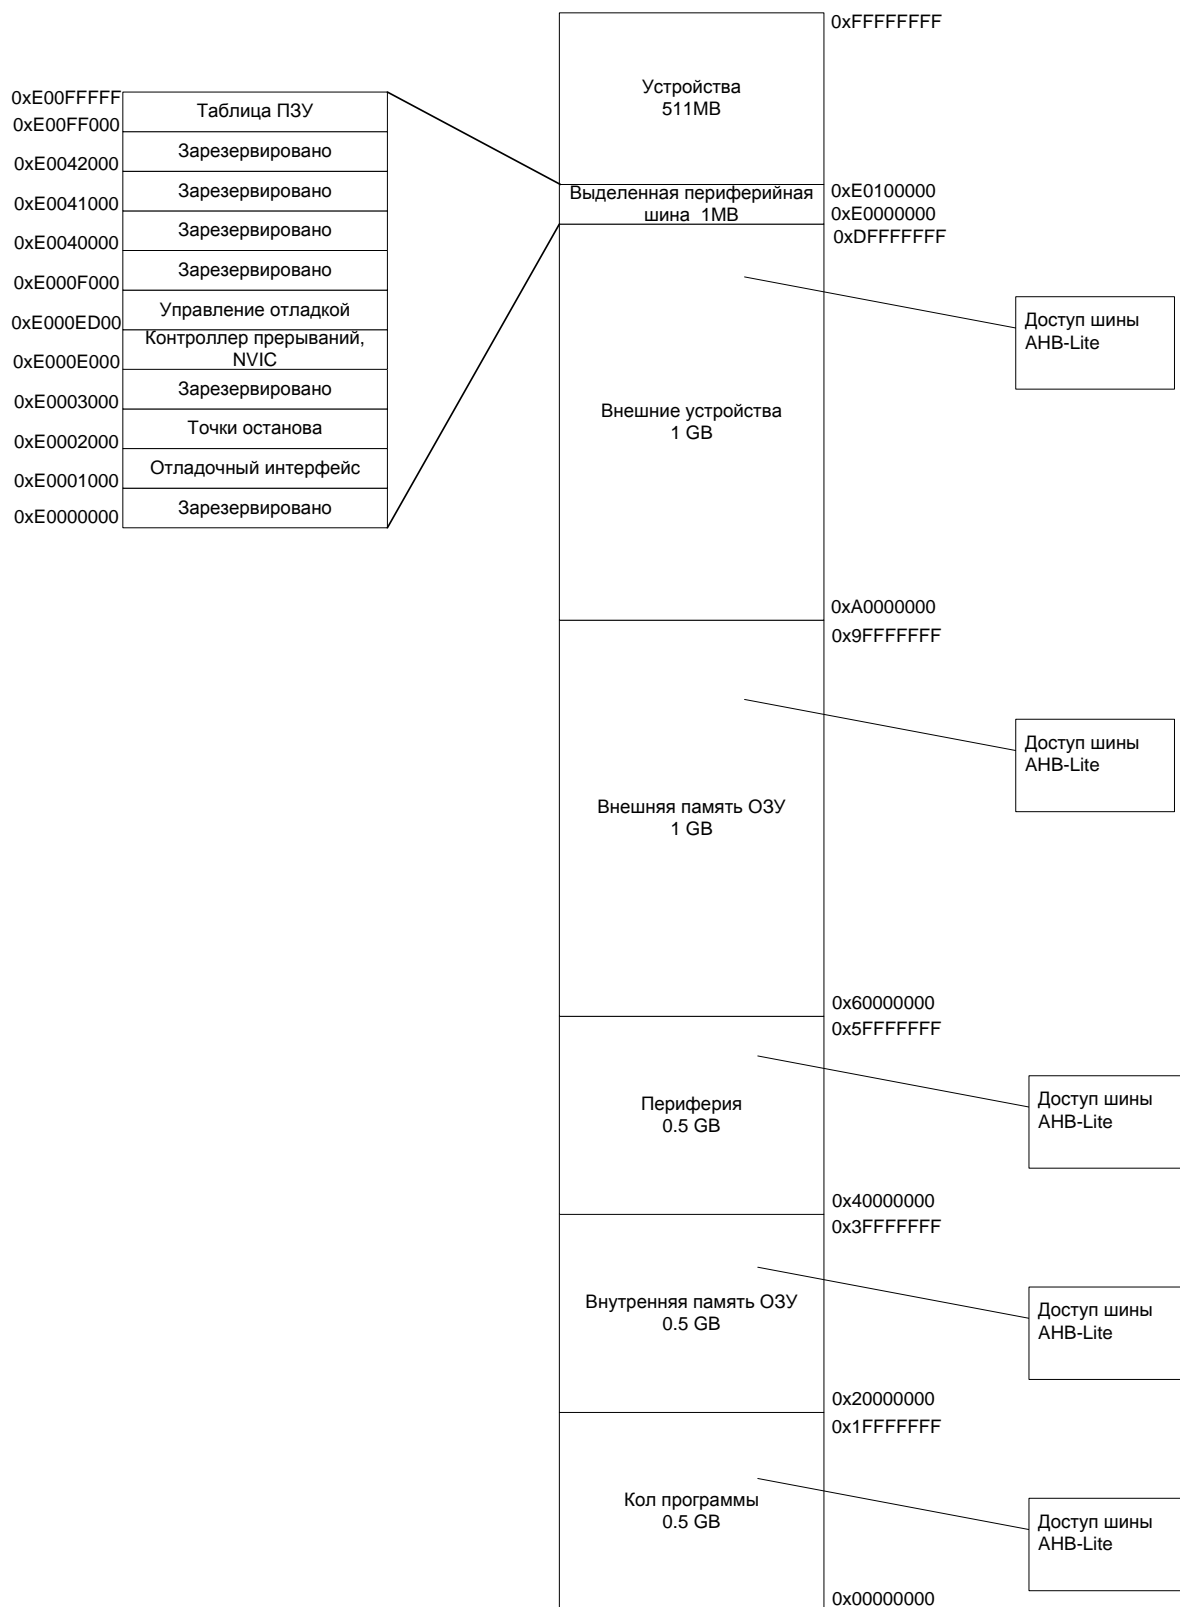 0xFFFFFFFF
Устройства
511MB
0xE00FFFFF
Таблица ПЗУ
0xE00FF000
Зарезервировано
0xE0042000
Зарезервировано
0xE0041000
Зарезервировано
0xE0040000
Зарезервировано
0xE000F000
Управление отладкой
0xE000ED00
Контроллер прерываний,
NVIC
0xE000E000
Зарезервировано
0xE0003000
Точки останова
0xE0002000
Отладочный интерфейс
0xE0001000
Зарезервировано
0xE0000000
0xE0100000
Выделенная периферийная
шина 1MB
0xE0000000
0xDFFFFFFF
Доступ шины
AHB-Lite
Внешние устройства
1 GB
0xA0000000
0x9FFFFFFF
Доступ шины
AHB-Lite
Внешняя память ОЗУ
1 GB
0x60000000
0x5FFFFFFF
Периферия
0.5 GB
Доступ шины
AHB-Lite
0x40000000
0x3FFFFFFF
Внутренняя память ОЗУ
0.5 GB
Доступ шины
AHB-Lite
0x20000000
0x1FFFFFFF
Кол программы
0.5 GB
Доступ шины
AHB-Lite
0x00000000